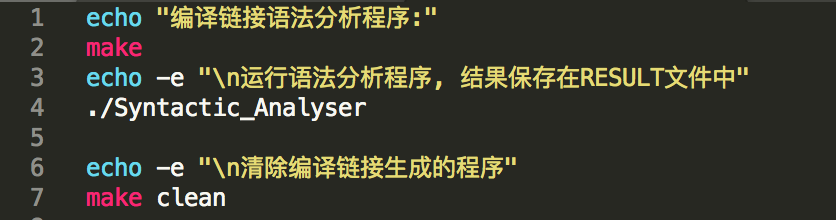 1 echo "编译链接语法分析程序:"
2 make
3 echo -e "\n运行语法分析程序, 结果保存在RESULT文件中"
4 ./Syntactic_Analyser
5
6 echo -e "\n清除编译链接生成的程序"
7 make clean